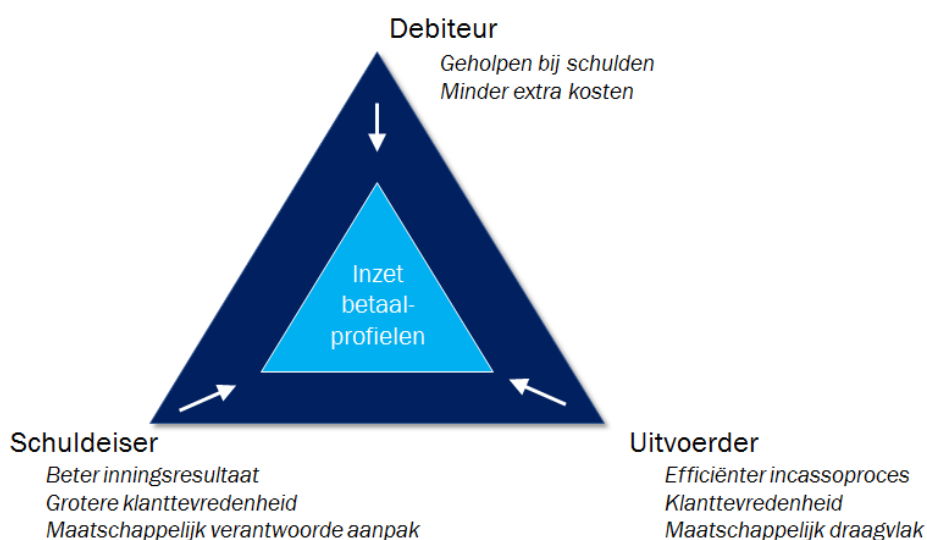 Debiteur
Geholpen bij schulden
Minder extra kosten
Inzet
betaal-
profielen
Schuldeiser
Beter inningsresultaat
Grotere klanttevredenheid
Maatschappelijk verantwoorde aanpak
Uitvoerder
Efficiënter incassoproces
Klanttevredenheid
Maatschappelijk draagvlak